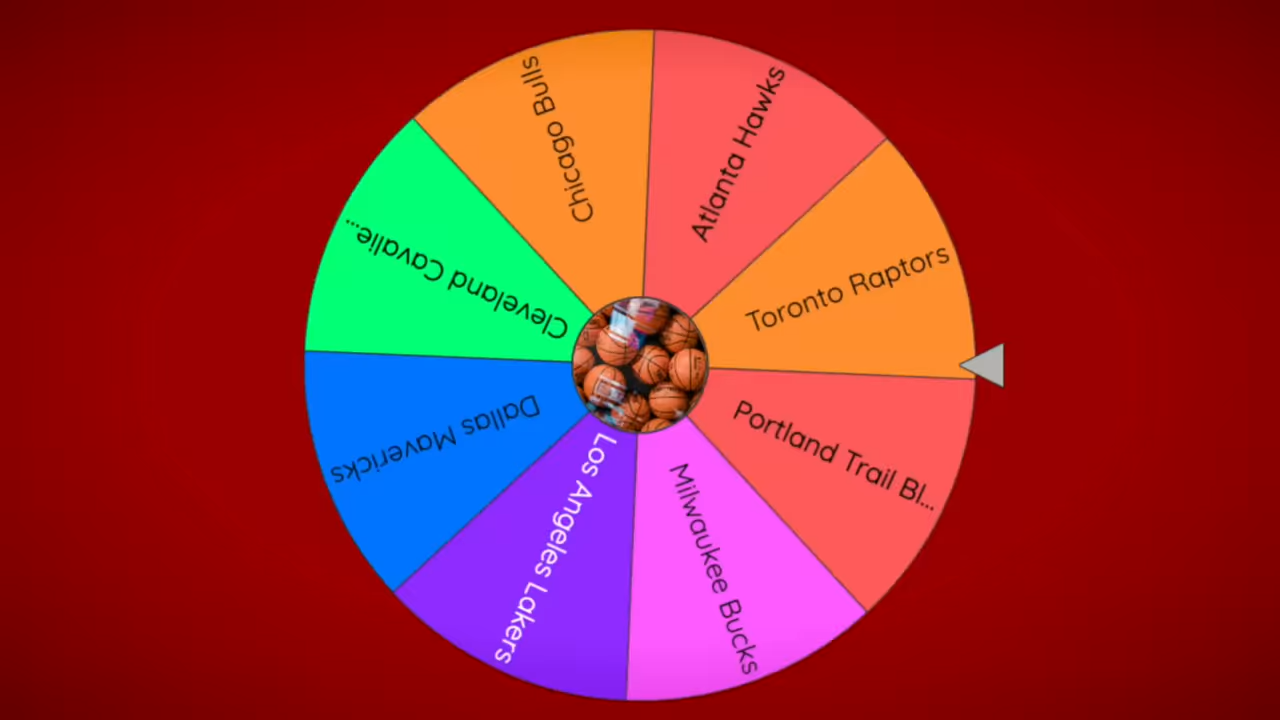 Chicago Bulls
Atlanta Hawks
Toronto Raptors
Portland Trail Bl...
Milwaukee Bucks
Los Angeles Lakers
Dallas Mavericks
Cleveland Cavalie...